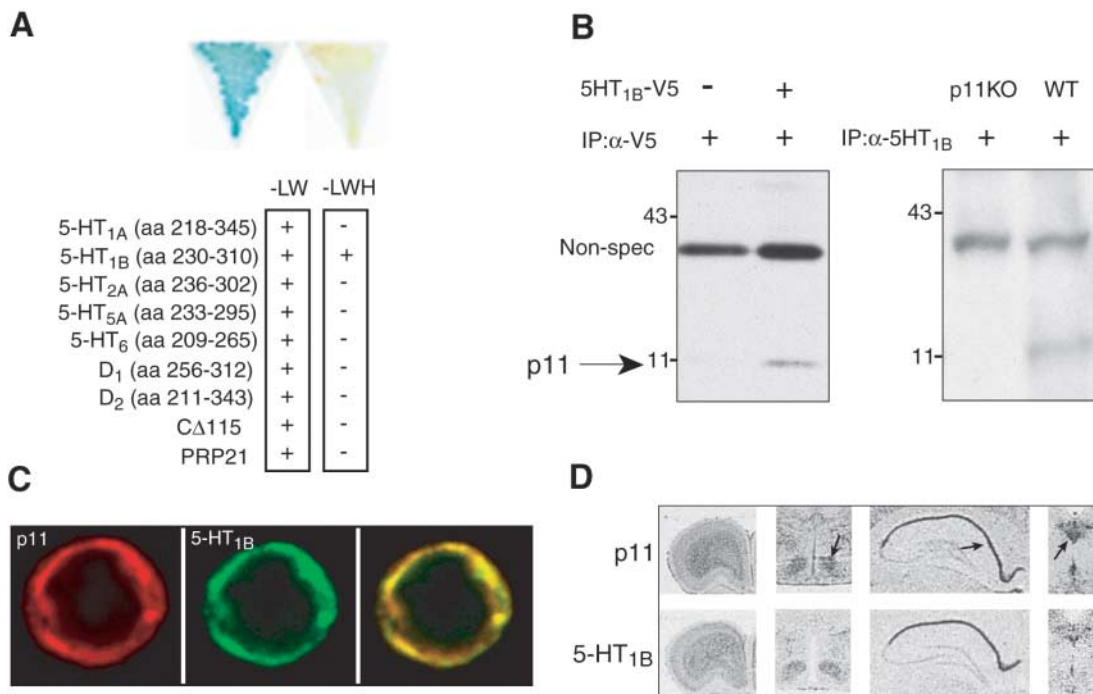 A
-LW -LWH
5-HT1A (aa 218-345) + -
5-HT1B (aa 230-310) + +
5-HT2A (aa 236-302) + -
5-HT5A (aa 233-295) + -
5-HT6 (aa 209-265) + -
D1 (aa 256-312) + -
D2 (aa 211-343) + -
CΔ115 + -
PRP21 + -
B
5HT1B-V5 - +
IP:α-V5 + +
43
Non-spec
11
p11
p11KO WT
IP:α-5HT1B + +
43
11
C
p11 5-HT1B
D
p11
5-HT1B